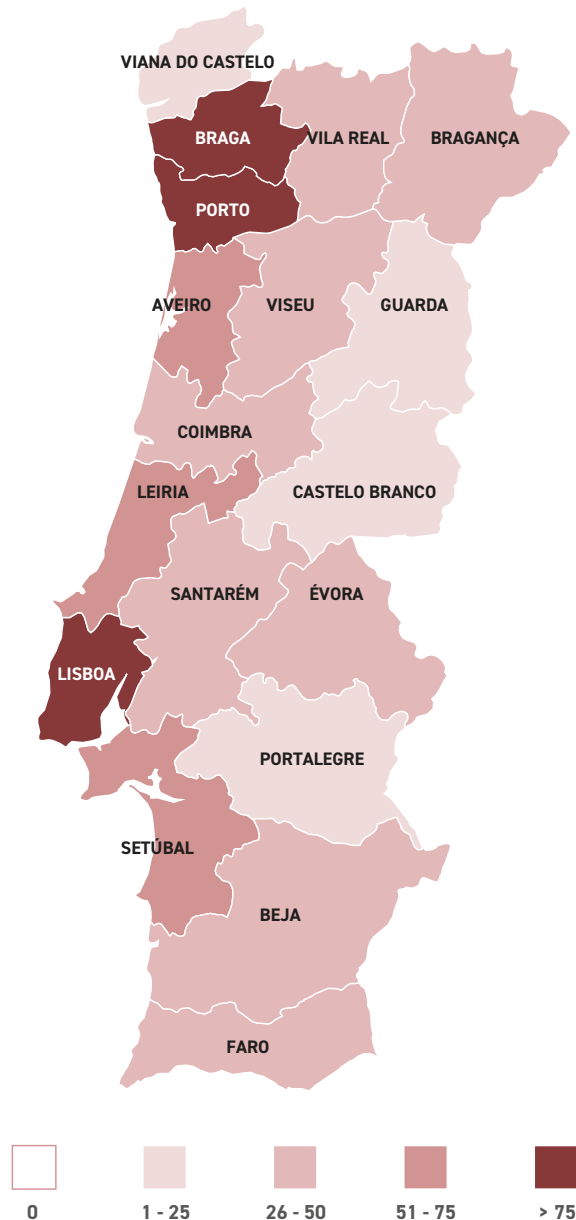 VIANA DO CASTELO
BRAGA
VILA REAL
BRAGANÇA
PORTO
AVEIRO
VISEU
GUARDA
COIMBRA
LEIRIA
CASTELO BRANCO
SANTARÉM
ÉVORA
LISBOA
PORTALEGRE
SETÚBAL
BEJA
FARO
0
1 - 25
26 - 50
51 - 75
> 75